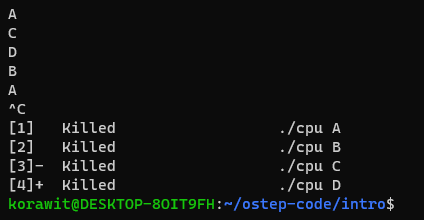 A
C
D
B
A
^C
[1]   Killed                  ./cpu A
[2]   Killed                  ./cpu B
[3]-  Killed                  ./cpu C
[4]+  Killed                  ./cpu D
korawit@DESKTOP-8OIT9FH:~/ostep-code/intro$